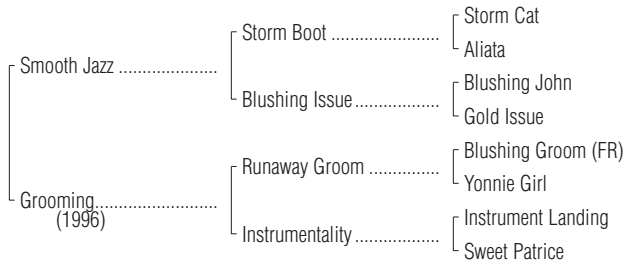 Storm Cat
Storm Boot ....................
Aliata
Smooth Jazz ...................
Blushing John
Blushing Issue................
Gold Issue
Blushing Groom (FR)
Runaway Groom .............
Yonnie Girl
Grooming.......................
(1996)
Instrument Landing
Instrumentality ................
Sweet Patrice